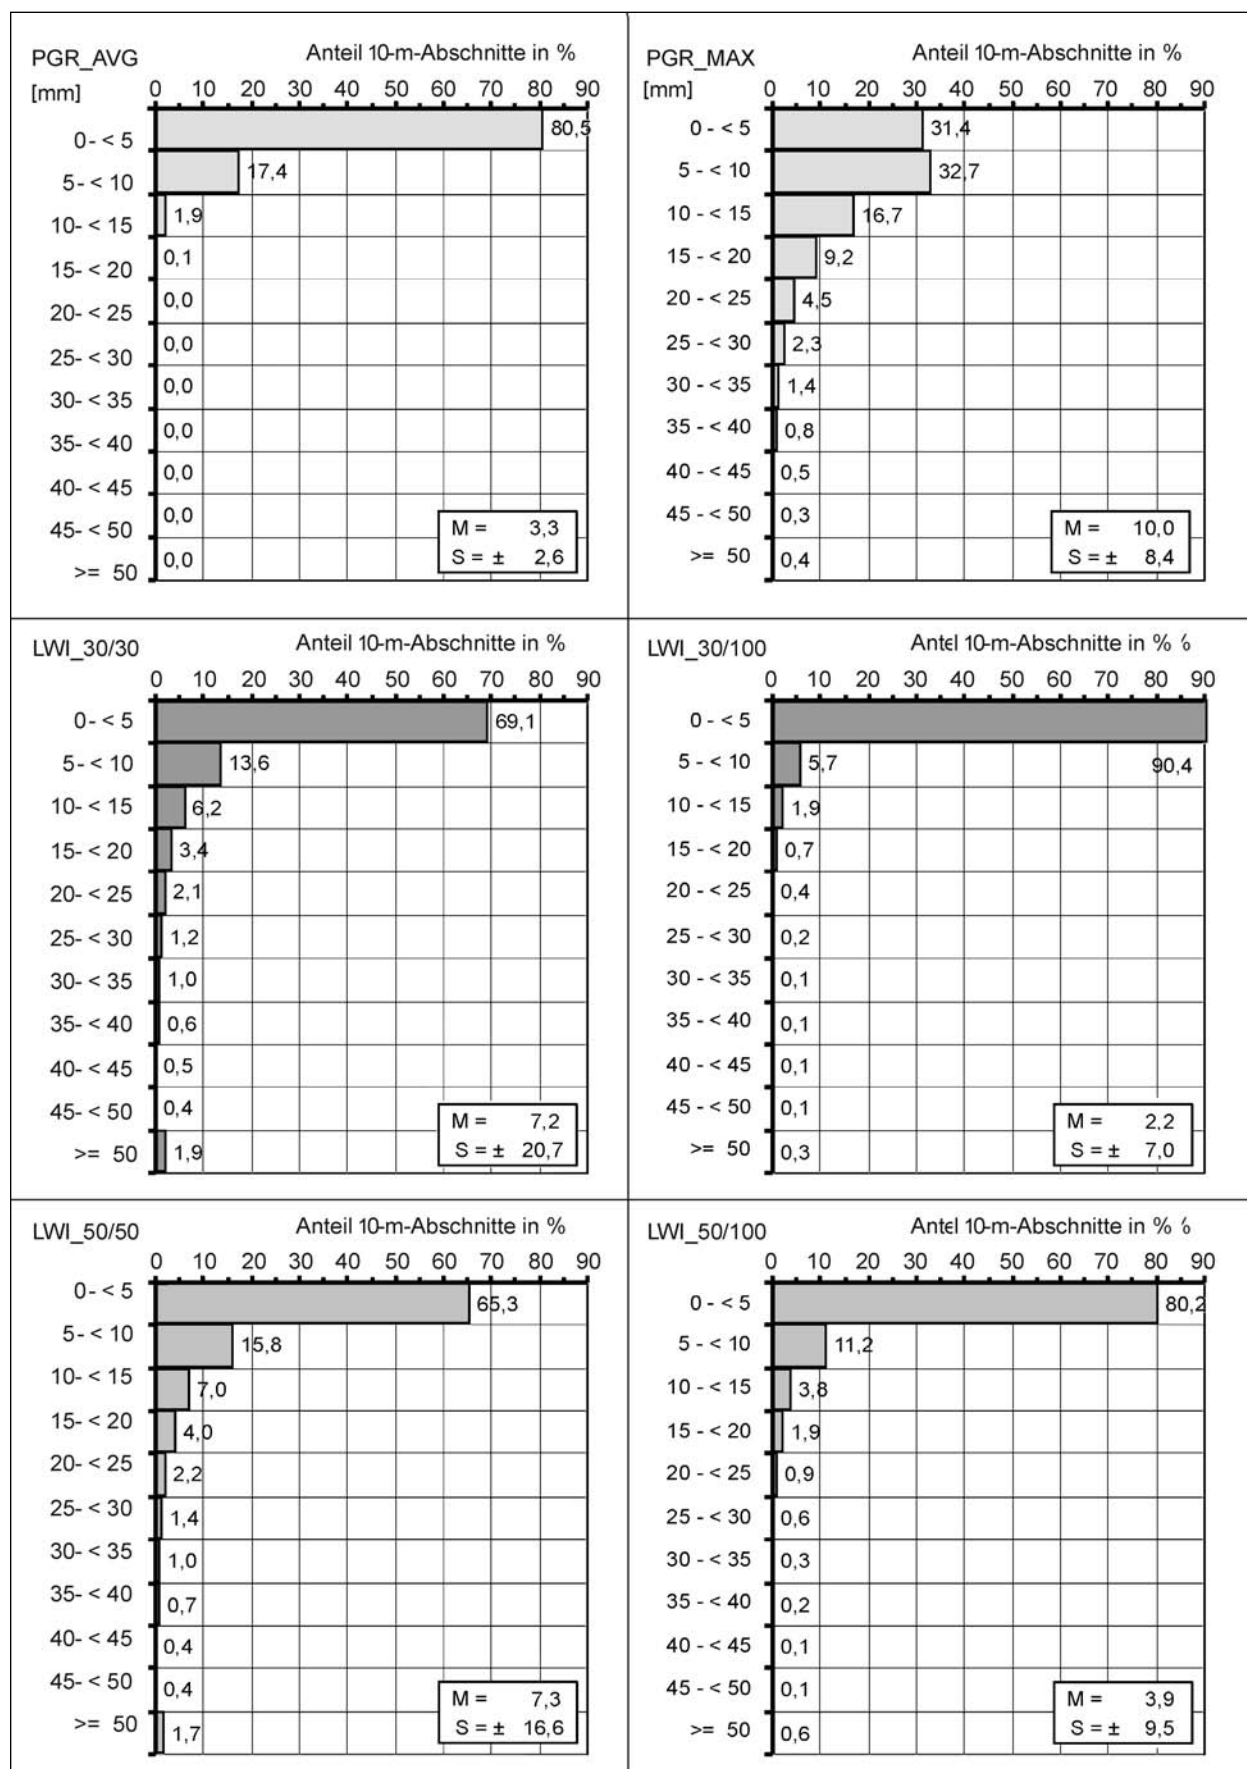 PGR_AVG Anteil 10-m-Abschnitte in %
[mm] 0 10 20 30 40 50 60 70 80 90
0- < 5 80,5
5- < 10 17,4
10- < 15 1,9
15- < 20 0,1
20- < 25 0,0
25- < 30 0,0
30- < 35 0,0
35- < 40 0,0
40- < 45 0,0
45- < 50 0,0
>= 50 0,0
M = 3,3
S = ± 2,6
PGR_MAX Anteil 10-m-Abschnitte in %
[mm] 0 10 20 30 40 50 60 70 80 90
0 - < 5 31,4
5 - < 10 32,7
10 - < 15 16,7
15 - < 20 9,2
20 - < 25 4,5
25 - < 30 2,3
30 - < 35 1,4
35 - < 40 0,8
40 - < 45 0,5
45 - < 50 0,3
>= 50 0,4
M = 10,0
S = ± 8,4
LWI_30/30 Anteil 10-m-Abschnitte in %
0 10 20 30 40 50 60 70 80 90
0- < 5 69,1
5- < 10 13,6
10- < 15 6,2
15- < 20 3,4
20- < 25 2,1
25- < 30 1,2
30- < 35 1,0
35- < 40 0,6
40- < 45 0,5
45- < 50 0,4
>= 50 1,9
M = 7,2
S = ± 20,7
LWI_30/100 Antel 10-m-Abschnitte in % %
0 10 20 30 40 50 60 70 80 90
0 - < 5
5 - < 10 5,7 90,4
10 - < 15 1,9
15 - < 20 0,7
20 - < 25 0,4
25 - < 30 0,2
30 - < 35 0,1
35 - < 40 0,1
40 - < 45 0,1
45 - < 50 0,1
>= 50 0,3
M = 2,2
S = ± 7,0
LWI_50/50 Anteil 10-m-Abschnitte in %
0 10 20 30 40 50 60 70 80 90
0- < 5 65,3
5- < 10 15,8
10- < 15 7,0
15- < 20 4,0
20- < 25 2,2
25- < 30 1,4
30- < 35 1,0
35- < 40 0,7
40- < 45 0,4
45- < 50 0,4
>= 50 1,7
M = 7,3
S = ± 16,6
LWI_50/100 Antel 10-m-Abschnitte in % %
0 10 20 30 40 50 60 70 80 90
0 - < 5 80,2
5 - < 10 11,2
10 - < 15 3,8
15 - < 20 1,9
20 - < 25 0,9
25 - < 30 0,6
30 - < 35 0,3
35 - < 40 0,2
40 - < 45 0,1
45 - < 50 0,1
>= 50 0,6
M = 3,9
S = ± 9,5